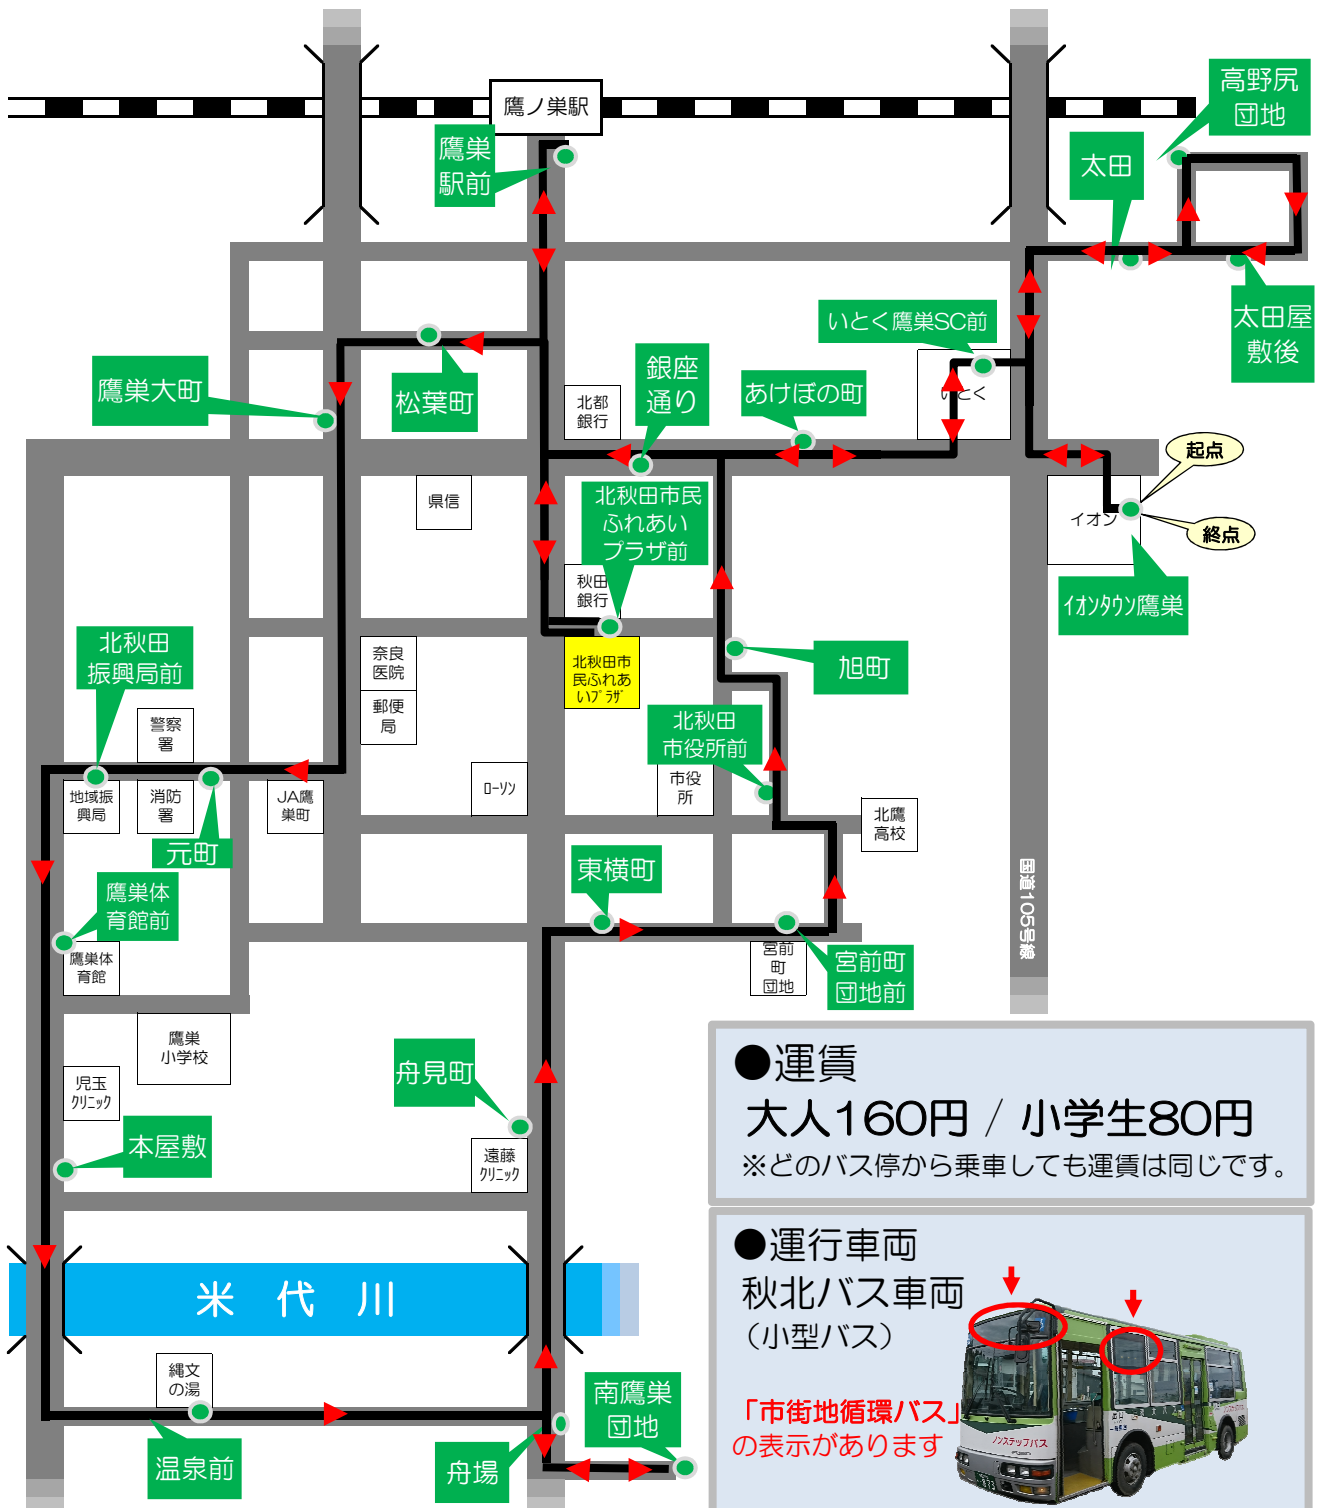 鷹ノ巣駅
鷹巣
駅前
高野尻
団地
太田
太田屋
敷後
いとく鷹巣SC前
いとく
銀座
通り
あけぼの町
鷹巣大町
松葉町
北都
銀行
起点
終点
イオン
イオンタウン鷹巣
県信
北秋田市民
ふれあい
プラザ前
秋田
銀行
北秋田市
民ふれあ
いプラザ
北秋田
振興局前
奈良
医院
郵便
局
旭町
北秋田
市役所前
警察
署
地域振
興局
消防
署
JA鷹
巣町
ローソン
市役
所
北鷹
高校
元町
鷹巣体
育館前
鷹巣体
育館
東横町
宮前
町
団地
宮前町
団地前
国道105号線
鷹巣
小学校
児玉
クリニック
舟見町
本屋敷
遠藤
クリニック
●運賃
大人160円 / 小学生80円
※どのバス停から乗車しても運賃は同じです。
米 代 川
●運行車両
秋北バス車両
（小型バス）
「市街地循環バス」
の表示があります
ノンステップバス
縄文
の湯
温泉前
舟場
南鷹巣
団地